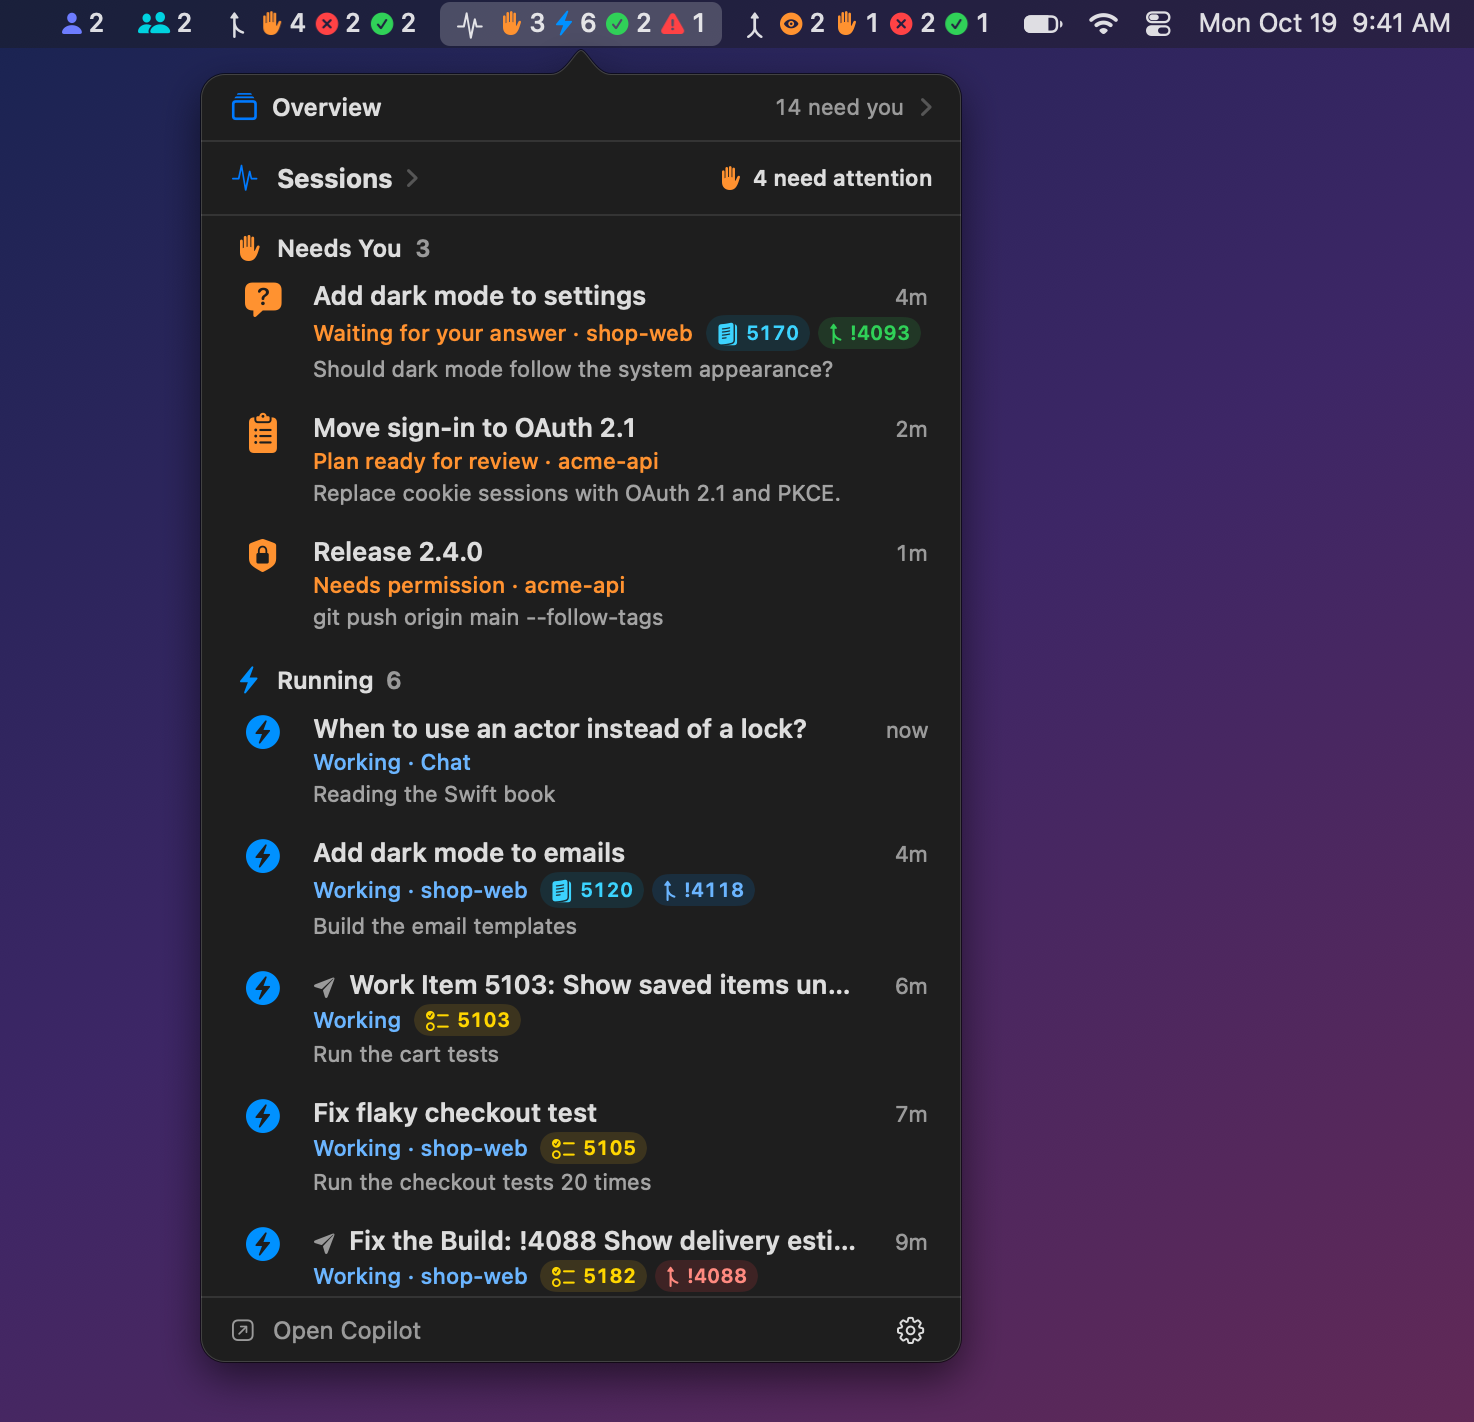 2 2 4 2 2 3 6 2 1 2 1 2 1 Mon Oct 19 9:41 AM
Overview 14 need you
Sessions 4 need attention
Needs You 3
Add dark mode to settings 4m
Waiting for your answer · shop-web 5170 !4093
Should dark mode follow the system appearance?
Move sign-in to OAuth 2.1 2m
Plan ready for review · acme-api
Replace cookie sessions with OAuth 2.1 and PKCE.
Release 2.4.0 1m
Needs permission · acme-api
git push origin main --follow-tags
Running 6
When to use an actor instead of a lock? now
Working · Chat
Reading the Swift book
Add dark mode to emails 4m
Working · shop-web 5120 !4118
Build the email templates
Work Item 5103: Show saved items un... 6m
Working 5103
Run the cart tests
Fix flaky checkout test 7m
Working · shop-web 5105
Run the checkout tests 20 times
Fix the Build: !4088 Show delivery esti... 9m
Working · shop-web 5182 !4088
Open Copilot